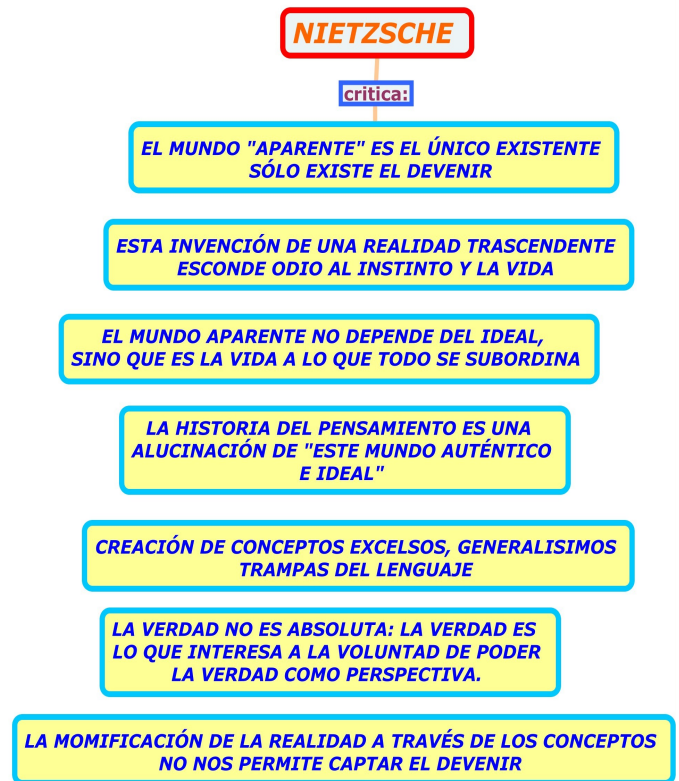 NIETZSCHE
critica:
EL MUNDO "APARENTE" ES EL ÚNICO EXISTENTE
SÓLO EXISTE EL DEVENIR
ESTA INVENCIÓN DE UNA REALIDAD TRASCENDENTE
ESCONDE ODIO AL INSTINTO Y LA VIDA
EL MUNDO APARENTE NO DEPENDE DEL IDEAL,
SINO QUE ES LA VIDA A LO QUE TODO SE SUBORDINA
LA HISTORIA DEL PENSAMIENTO ES UNA
ALUCINACIÓN DE "ESTE MUNDO AUTÉNTICO
E IDEAL"
CREACIÓN DE CONCEPTOS EXCELSOS, GENERALISIMOS
TRAMPAS DEL LENGUAJE
LA VERDAD NO ES ABSOLUTA: LA VERDAD ES
LO QUE INTERESA A LA VOLUNTAD DE PODER
LA VERDAD COMO PERSPECTIVA.
LA MOMIFICACIÓN DE LA REALIDAD A TRAVÉS DE LOS CONCEPTOS
NO NOS PERMITE CAPTAR EL DEVENIR